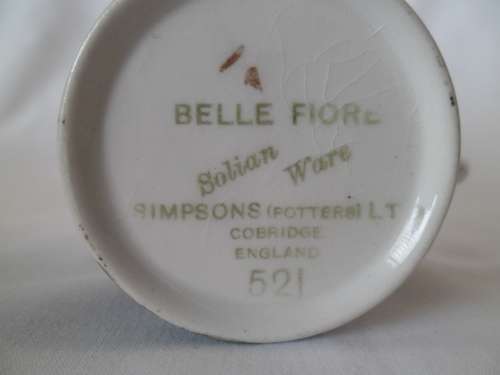 BELLE FIORE
Solian Ware
SIMPSONS (POTTERS) LT
COBRIDGE
ENGLAND
521